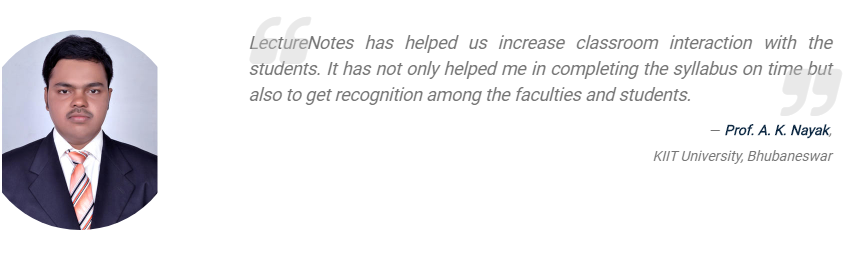 LectureNotes has helped us increase classroom interaction with the
students. It has not only helped me in completing the syllabus on time but
also to get recognition among the faculties and students.
— Prof. A. K. Nayak,
KIIT University, Bhubaneswar